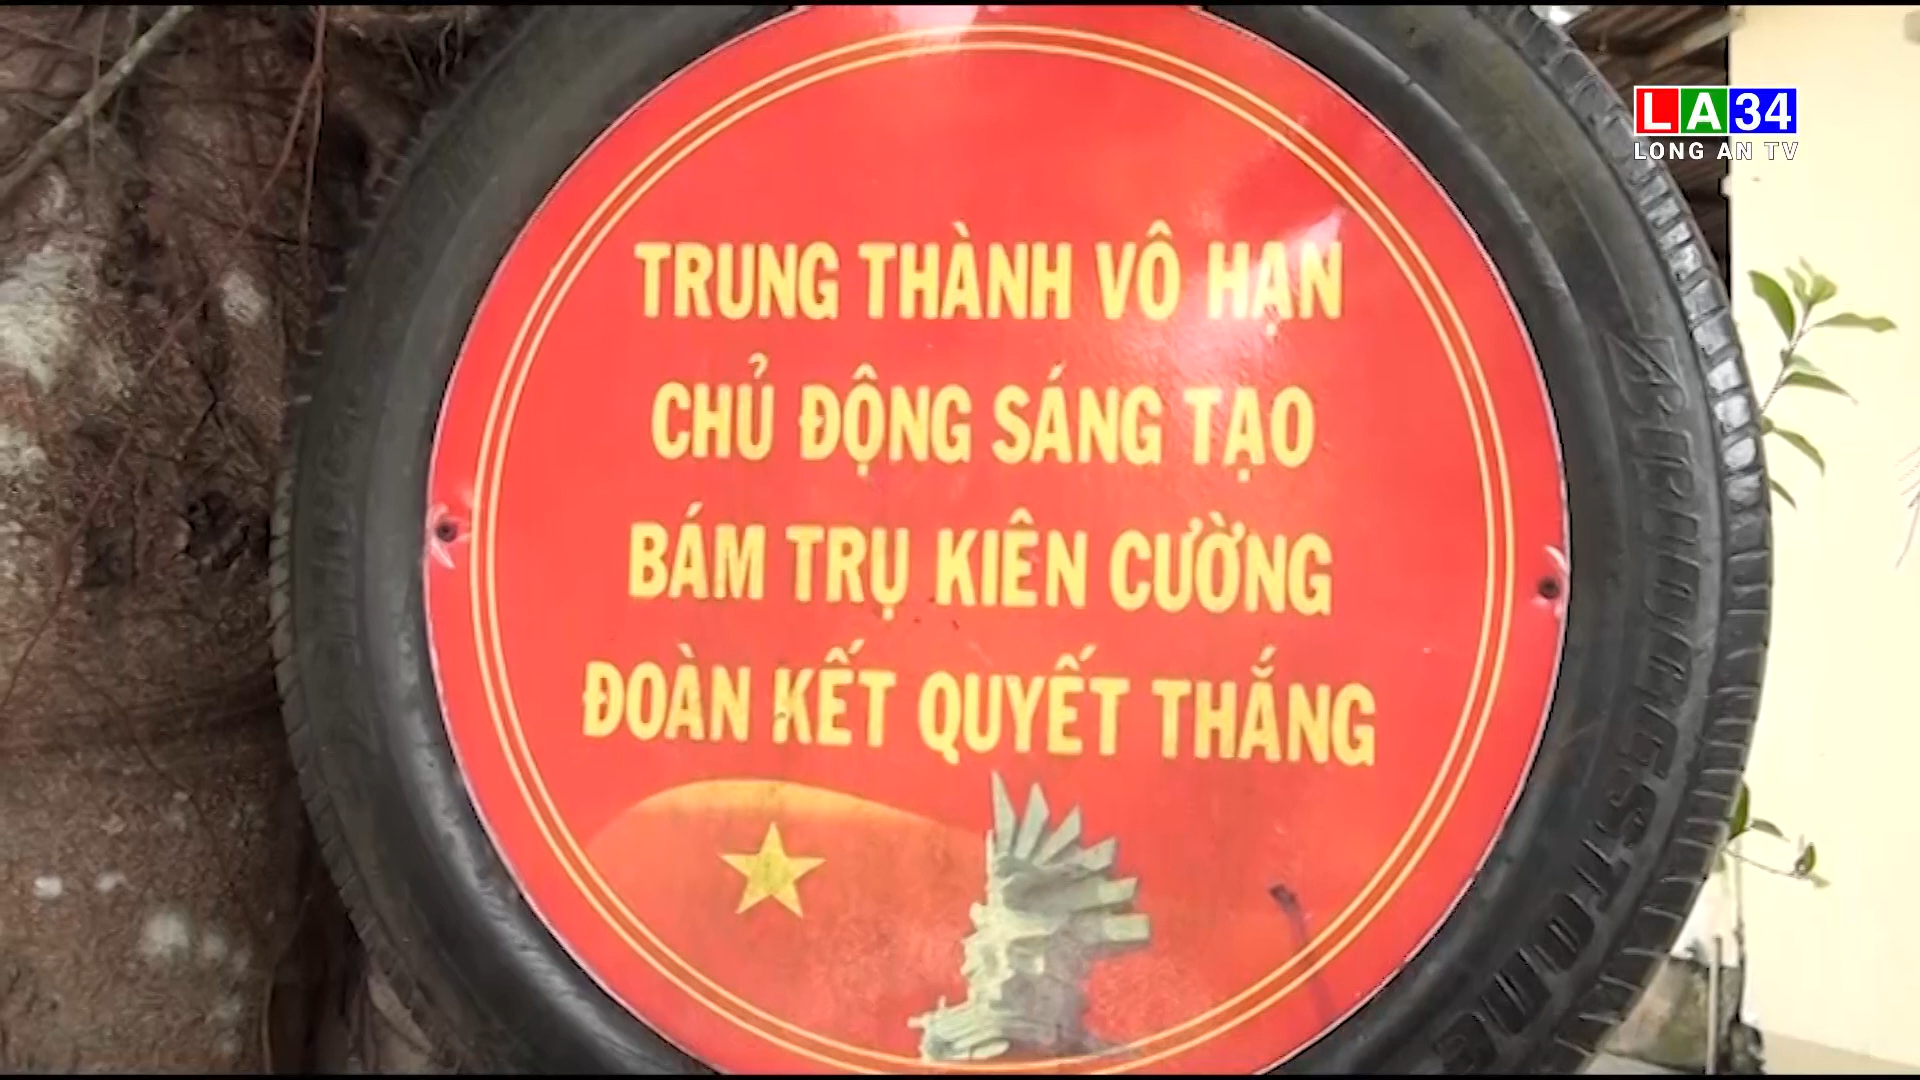 LA34
LONG AN TV
TRUNG THÀNH VÔ HẠN
CHỦ ĐỘNG SÁNG TẠO
BÁM TRỤ KIÊN CƯỜNG
ĐOÀN KẾT QUYẾT THẮNG
BRIDGESTONE